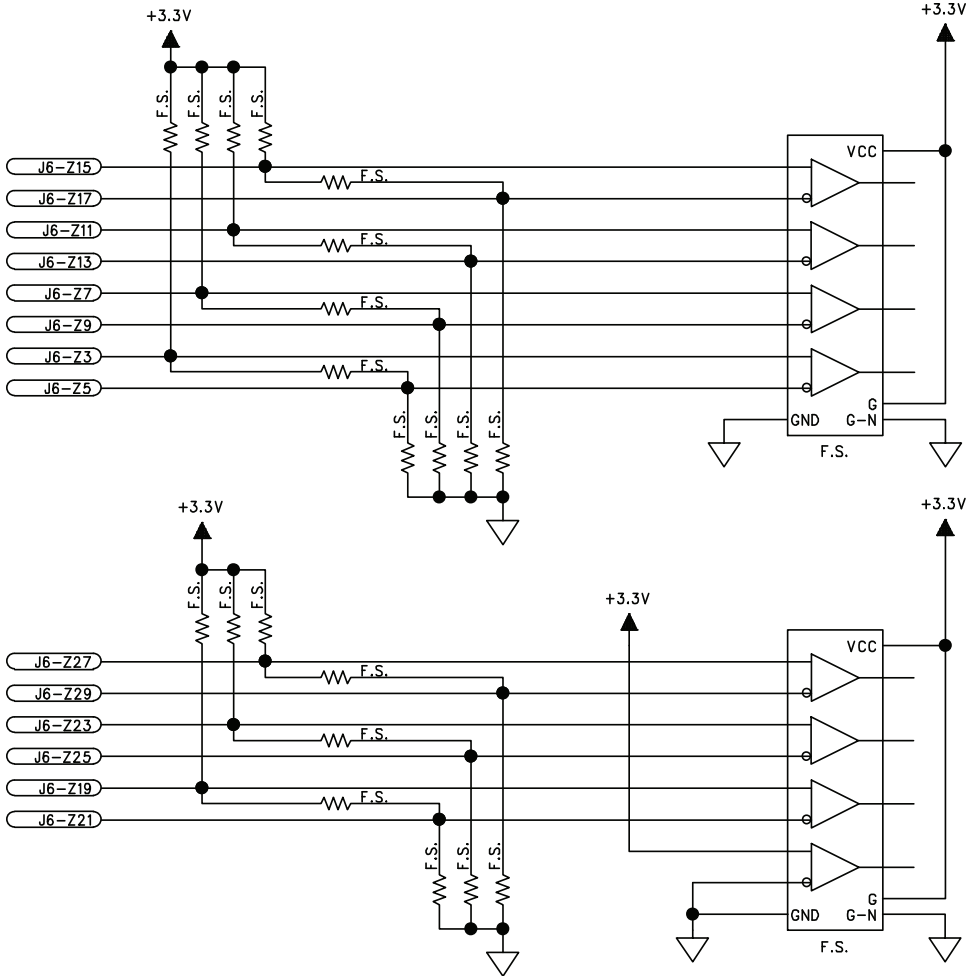 +3.3V
+3.3V
F.S. F.S. F.S. F.S.
VCC
J6-Z15
F.S.
J6-Z17
J6-Z11
F.S.
J6-Z13
J6-Z7
F.S.
J6-Z9
J6-Z3
F.S.
J6-Z5
F.S. F.S. F.S. F.S.
G
GND G-N
F.S.
+3.3V
+3.3V
F.S. F.S. F.S.
+3.3V
VCC
J6-Z27
F.S.
J6-Z29
J6-Z23
F.S.
J6-Z25
J6-Z19
F.S.
J6-Z21
F.S. F.S. F.S.
G
GND G-N
F.S.